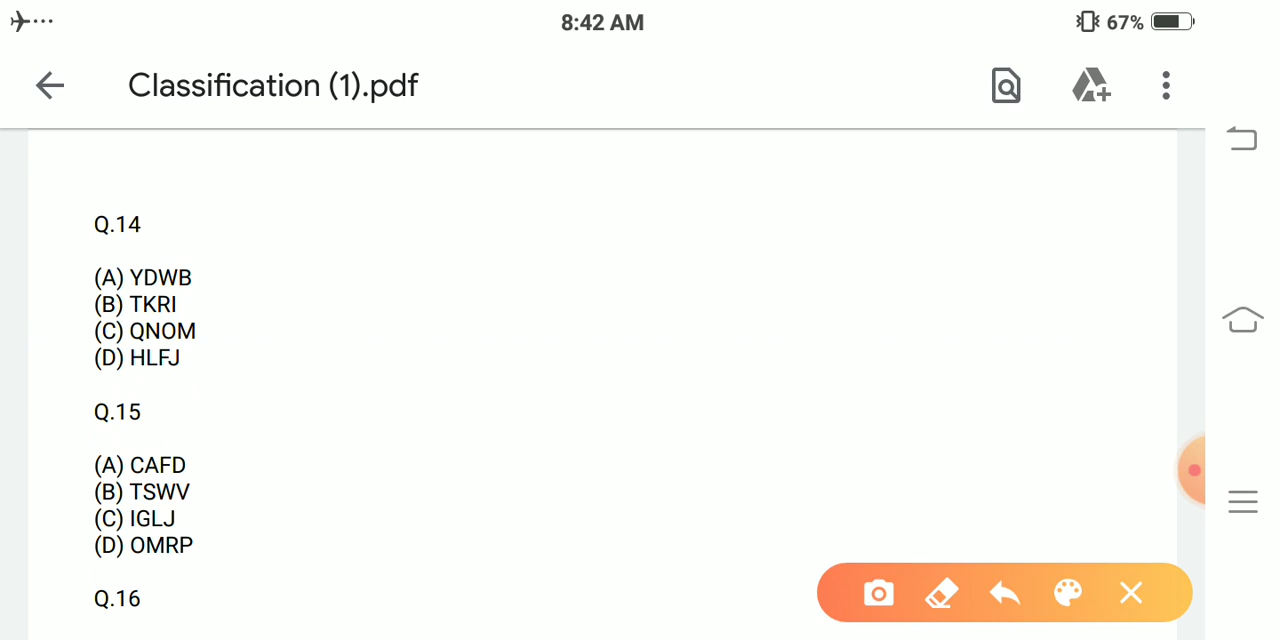 8:42 AM
67%
Classification (1).pdf
Q.14
(A) YDWB
(B) TKRI
(C) QNOM
(D) HLFJ
Q.15
(A) CAFD
(B) TSWV
(C) IGLJ
(D) OMRP
Q.16